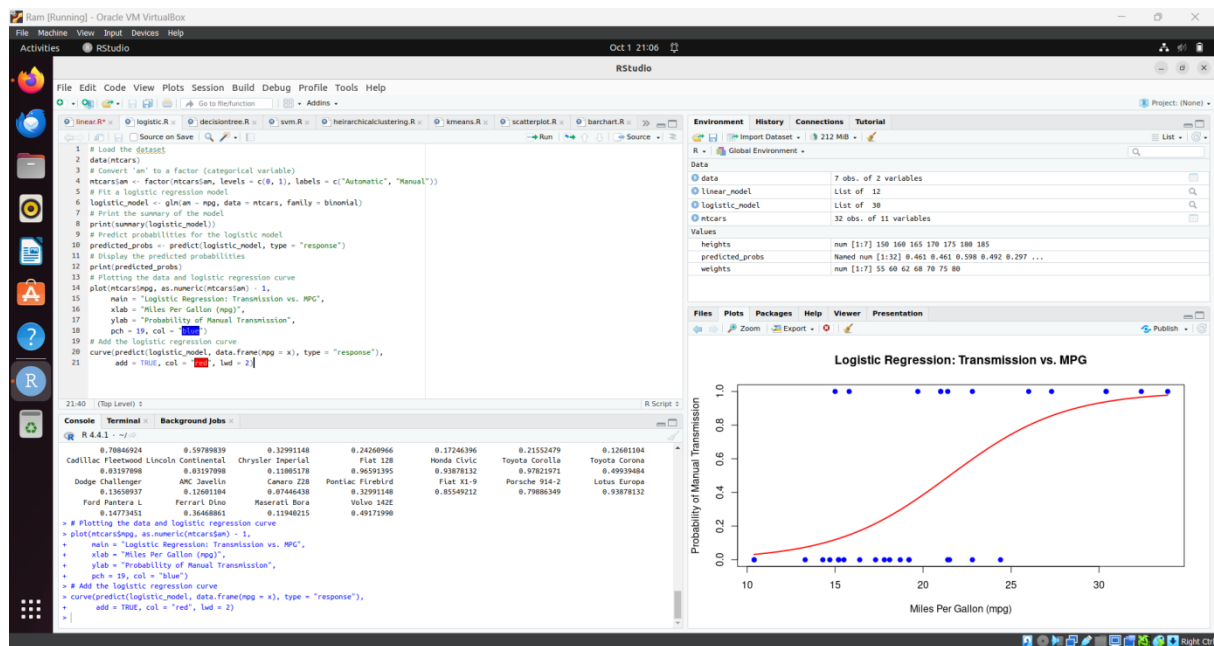 Ram [Running] - Oracle VM VirtualBox
File Machine View Input Devices Help
Activities RStudio Oct 1 21:06
RStudio
File Edit Code View Plots Session Build Debug Profile Tools Help
Go to file/function Addins Project: (None)
linear.R* logistic.R decisiontree.R svm.R heirarchicalclustering.R kmeans.R scatterplot.R barchart.R
Source on Save Run Source
1 # Load the dataset
2 data(mtcars)
3 # Convert 'am' to a factor (categorical variable)
4 mtcars$am <- factor(mtcars$am, levels = c(0, 1), labels = c("Automatic", "Manual"))
5 # Fit a logistic regression model
6 logistic_model <- glm(am ~ mpg, data = mtcars, family = binomial)
7 # Print the summary of the model
8 print(summary(logistic_model))
9 # Predict probabilities for the logistic model
10 predicted_probs <- predict(logistic_model, type = "response")
11 # Display the predicted probabilities
12 print(predicted_probs)
13 # Plotting the data and logistic regression curve
14 plot(mtcars$mpg, as.numeric(mtcars$am) - 1,
15 main = "Logistic Regression: Transmission vs. MPG",
16 xlab = "Miles Per Gallon (mpg)",
17 ylab = "Probability of Manual Transmission",
18 pch = 19, col = "blue")
19 # Add the logistic regression curve
20 curve(predict(logistic_model, data.frame(mpg = x), type = "response"),
21 add = TRUE, col = "red", lwd = 2)
21:40 (Top Level) R Script
Console Terminal Background Jobs
R 4.4.1 · ~/
0.70846924 0.59789839 0.32991148 0.24260966 0.17246396 0.21552479 0.12601104
Cadillac Fleetwood Lincoln Continental Chrysler Imperial Fiat 128 Honda Civic Toyota Corolla Toyota Corona
0.03197098 0.03197098 0.11005178 0.96591395 0.93878132 0.97821971 0.49939484
Dodge Challenger AMC Javelin Camaro Z28 Pontiac Firebird Fiat X1-9 Porsche 914-2 Lotus Europa
0.13650937 0.12601104 0.07446438 0.32991148 0.85549212 0.79886349 0.93878132
Ford Pantera L Ferrari Dino Maserati Bora Volvo 142E
0.14773451 0.36468861 0.11940215 0.49171990
> # Plotting the data and logistic regression curve
> plot(mtcars$mpg, as.numeric(mtcars$am) - 1,
+ main = "Logistic Regression: Transmission vs. MPG",
+ xlab = "Miles Per Gallon (mpg)",
+ ylab = "Probability of Manual Transmission",
+ pch = 19, col = "blue")
> # Add the logistic regression curve
> curve(predict(logistic_model, data.frame(mpg = x), type = "response"),
+ add = TRUE, col = "red", lwd = 2)
>
Environment History Connections Tutorial
Import Dataset 212 MiB List
R Global Environment
Data
data 7 obs. of 2 variables
linear_model List of 12
logistic_model List of 30
mtcars 32 obs. of 11 variables
Values
heights num [1:7] 150 160 165 170 175 180 185
predicted_probs Named num [1:32] 0.461 0.461 0.598 0.492 0.297 ...
weights num [1:7] 55 60 62 68 70 75 80
Files Plots Packages Help Viewer Presentation
Zoom Export Publish
Logistic Regression: Transmission vs. MPG
Probability of Manual Transmission
1.0
0.8
0.6
0.4
0.2
0.0
10 15 20 25 30
Miles Per Gallon (mpg)
Right Ctrl